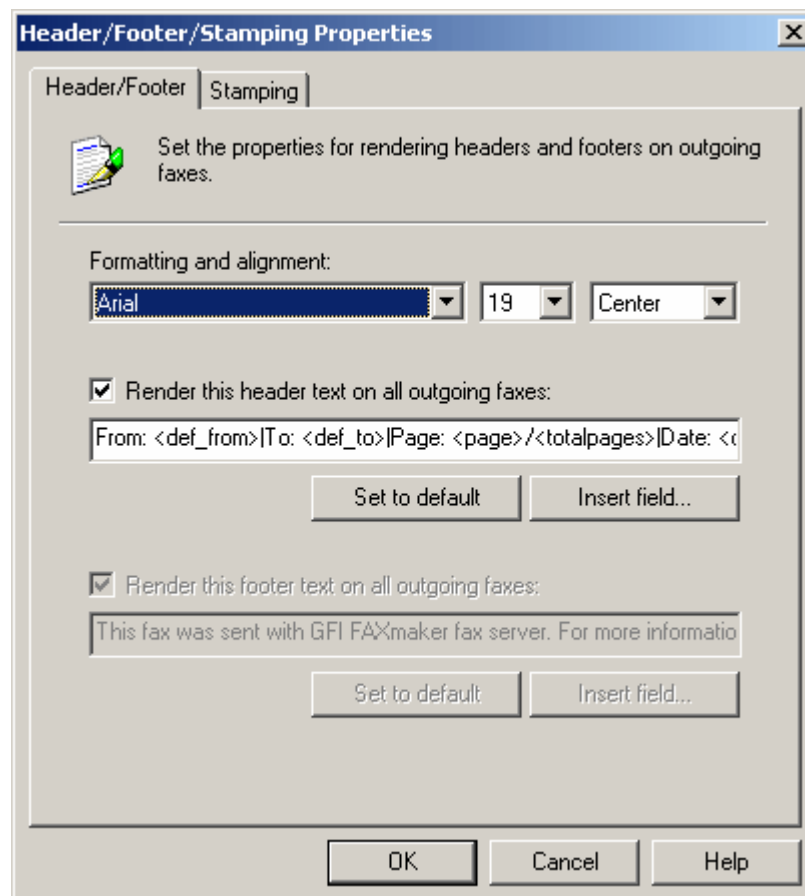 Header/Footer/Stamping Properties
Header/Footer Stamping
Set the properties for rendering headers and footers on outgoing
faxes.
Formatting and alignment:
Arial 19 Center
Render this header text on all outgoing faxes:
From: <def_from>|To: <def_to>|Page: <page>/<totalpages>|Date: <
Set to default Insert field...
Render this footer text on all outgoing faxes:
This fax was sent with GFI FAXmaker fax server. For more informatio
Set to default Insert field...
OK Cancel Help